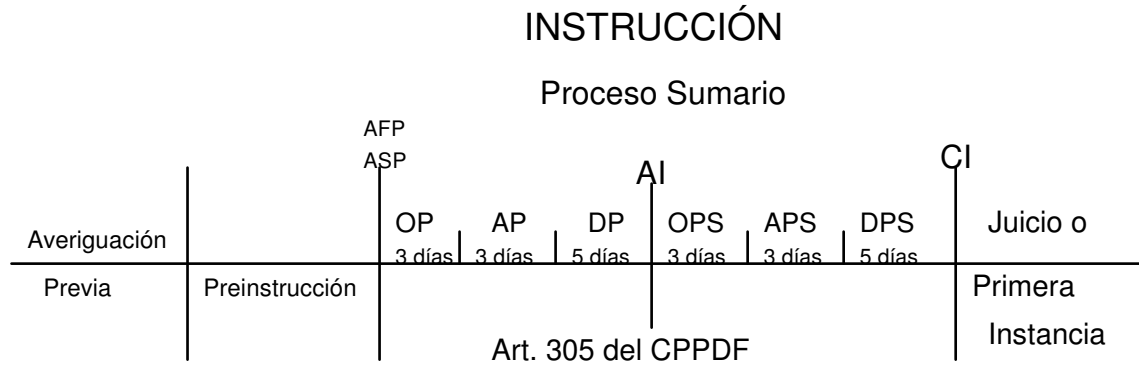 INSTRUCCIÓN
Proceso Sumario
AFP
ASP
AI
CI
OP AP DP OPS APS DPS Juicio o
Averiguación
3 días 3 días 5 días 3 días 3 días 5 días
Previa Preinstrucción Primera
Instancia
Art. 305 del CPPDF